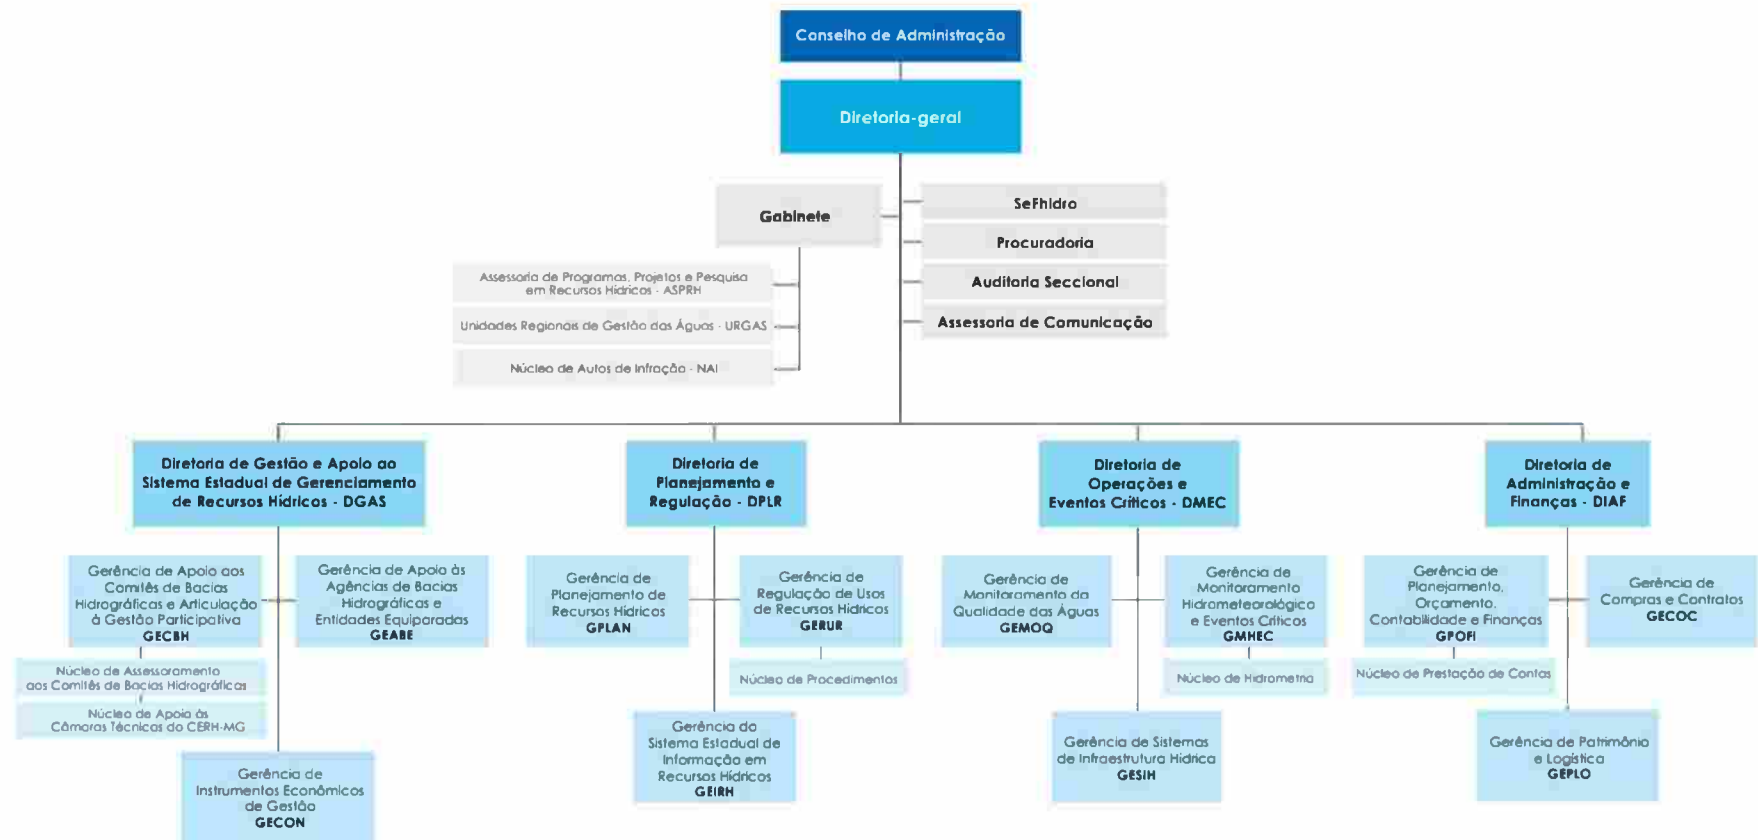 Conselho de Administração
Diretoria-geral
Gabinete
SeFhidro
Procuradoria
Auditoria Seccional
Assessoria de Comunicação
Assessoria de Programas, Projetos e Pesquisa
em Recursos Hídricos - ASPRH
Unidades Regionais de Gestão das Águas - URGAS
Núcleo de Autos de Infração - NAI
Diretoria de Gestão e Apoio ao
Sistema Estadual de Gerenciamento
de Recursos Hídricos - DGAS
Diretoria de
Planejamento e
Regulação - DPLR
Diretoria de
Operações e
Eventos Críticos - DMEC
Diretoria de
Administração e
Finanças - DIAF
Gerência de Apoio aos
Comitês de Bacias
Hidrográficas e Articulação
à Gestão Participativa
GECBH
Gerência de Apoio às
Agências de Bacias
Hidrográficas e
Entidades Equiparadas
GEABE
Núcleo de Assessoramento
aos Comitês de Bacias Hidrográficas
Núcleo de Apoio às
Câmaras Técnicas do CERH-MG
Gerência de
Instrumentos Econômicos
de Gestão
GECON
Gerência de
Planejamento de
Recursos Hídricos
GPLAN
Gerência de
Regulação de Usos
de Recursos Hídricos
GERUR
Núcleo de Procedimentos
Gerência do
Sistema Estadual de
Informação em
Recursos Hídricos
GEIRH
Gerência de
Monitoramento da
Qualidade das Águas
GEMOQ
Gerência de
Monitoramento
Hidrometeorológico
e Eventos Críticos
GMHEC
Núcleo de Hidrometria
Gerência de Sistemas
de Infraestrutura Hídrica
GESIH
Gerência de
Planejamento,
Orçamento,
Contabilidade e Finanças
GPOFI
Gerência de
Compras e Contratos
GECOC
Núcleo de Prestação de Contas
Gerência de Patrimônio
e Logística
GEPLO